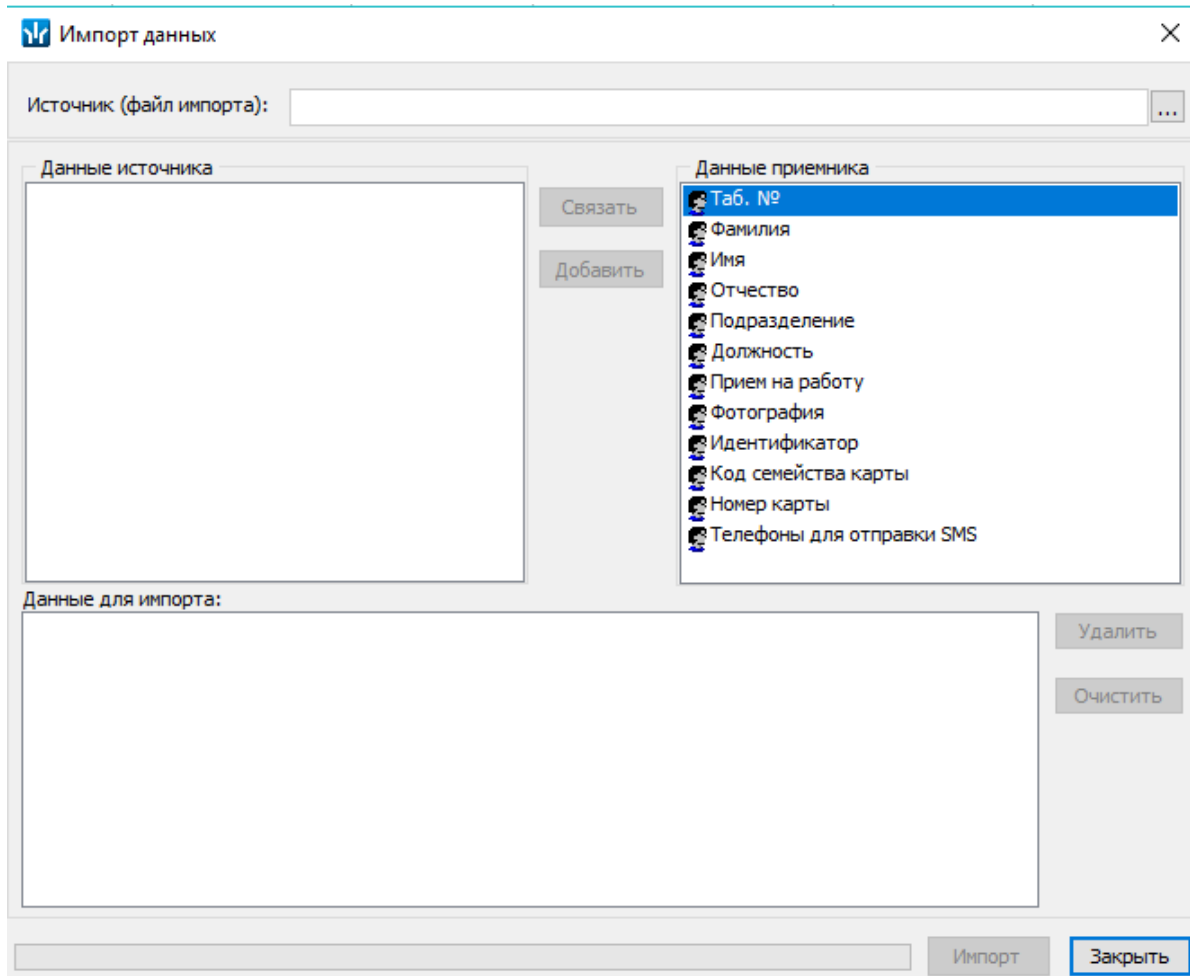 Импорт данных
Источник (файл импорта):
...
Данные источника
Связать
Добавить
Данные приемника
Таб. №
Фамилия
Имя
Отчество
Подразделение
Должность
Прием на работу
Фотография
Идентификатор
Код семейства карты
Номер карты
Телефоны для отправки SMS
Данные для импорта:
Удалить
Очистить
Импорт
Закрыть